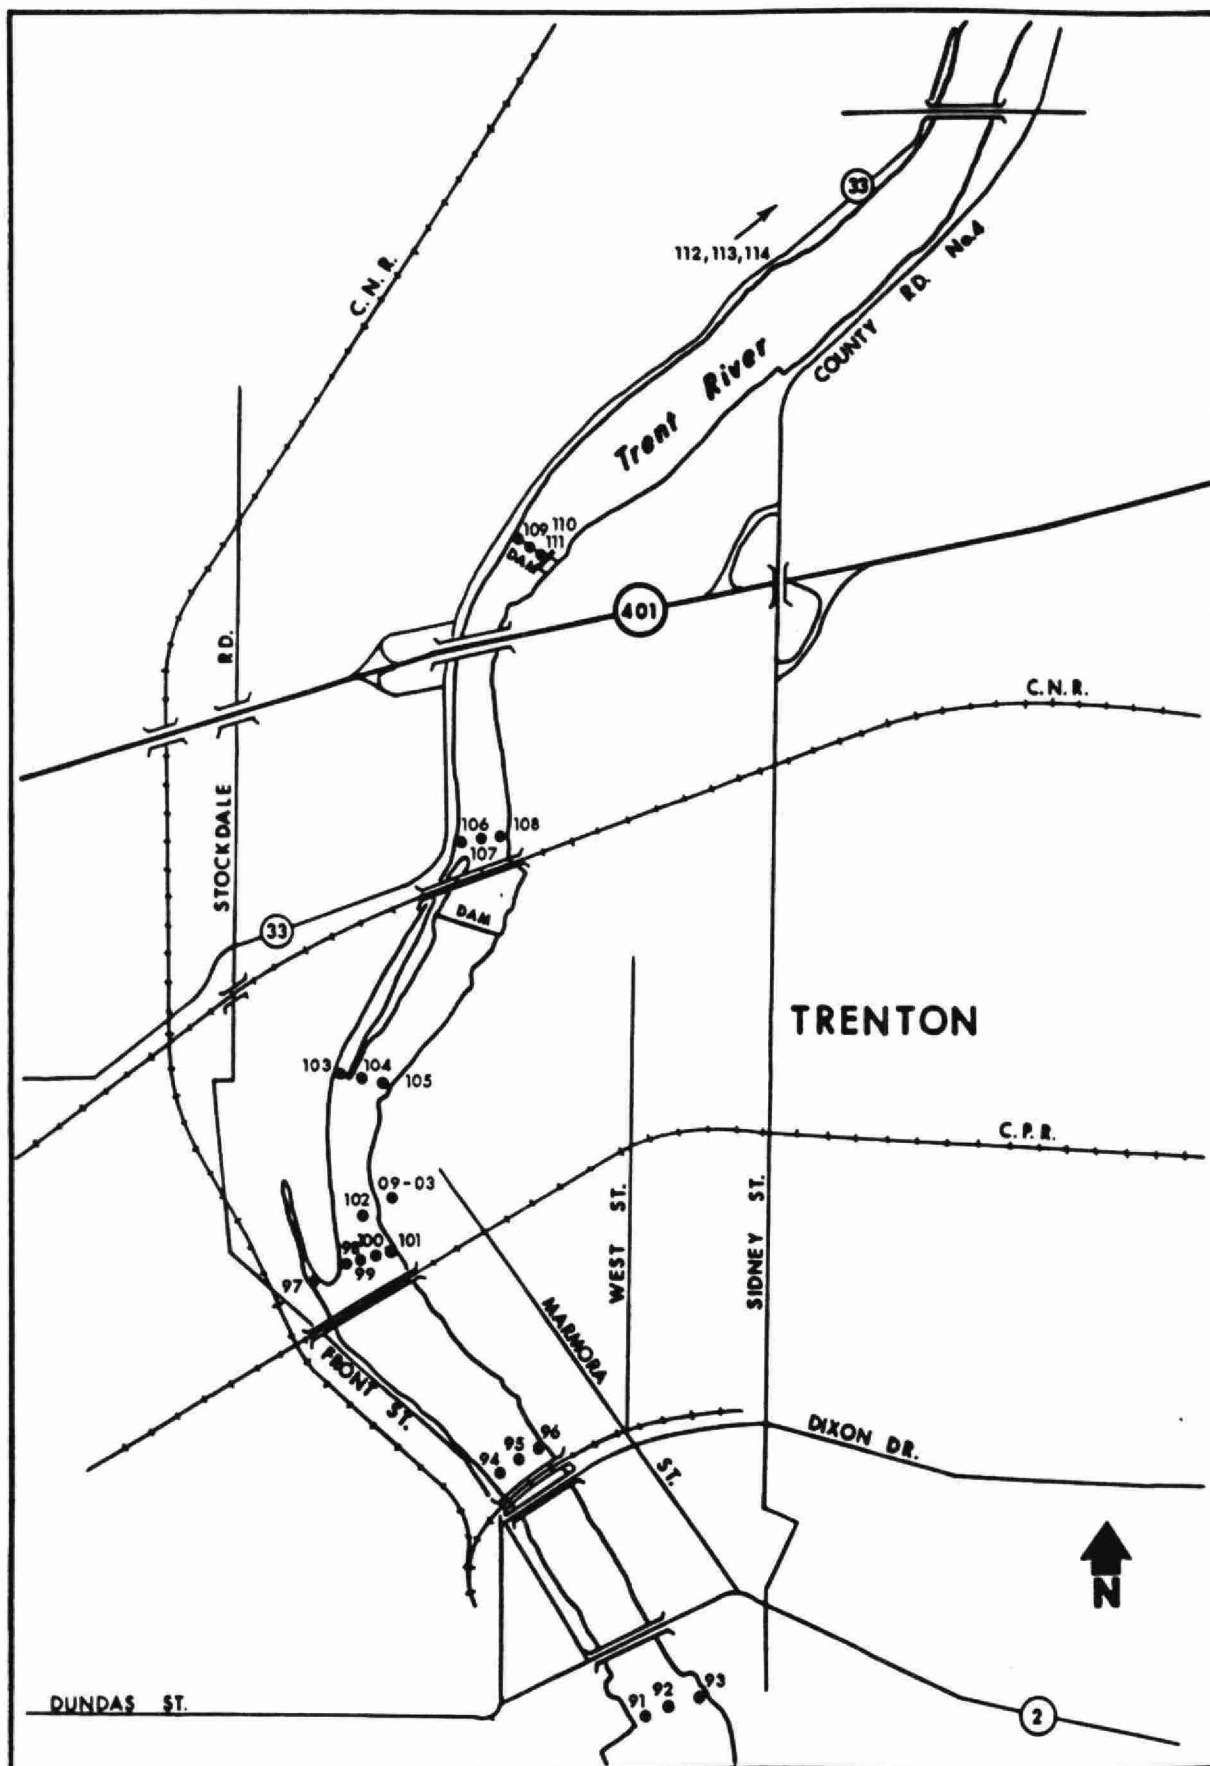 33
112, 113, 114
C. N. R.
COUNTY RD. No.4
Trent River
109 110
111
DAM
401
STOCKDALE RD.
C. N. R.
106 108
107
33
DAM
TRENTON
103 104 105
C. P. R.
09-03
102
98 100 101
99
97
WEST ST.
SIDNEY ST.
MARMORA ST.
FRONT ST.
DIXON DR.
94 95 96
N
91 92 93
DUNDAS ST.
2